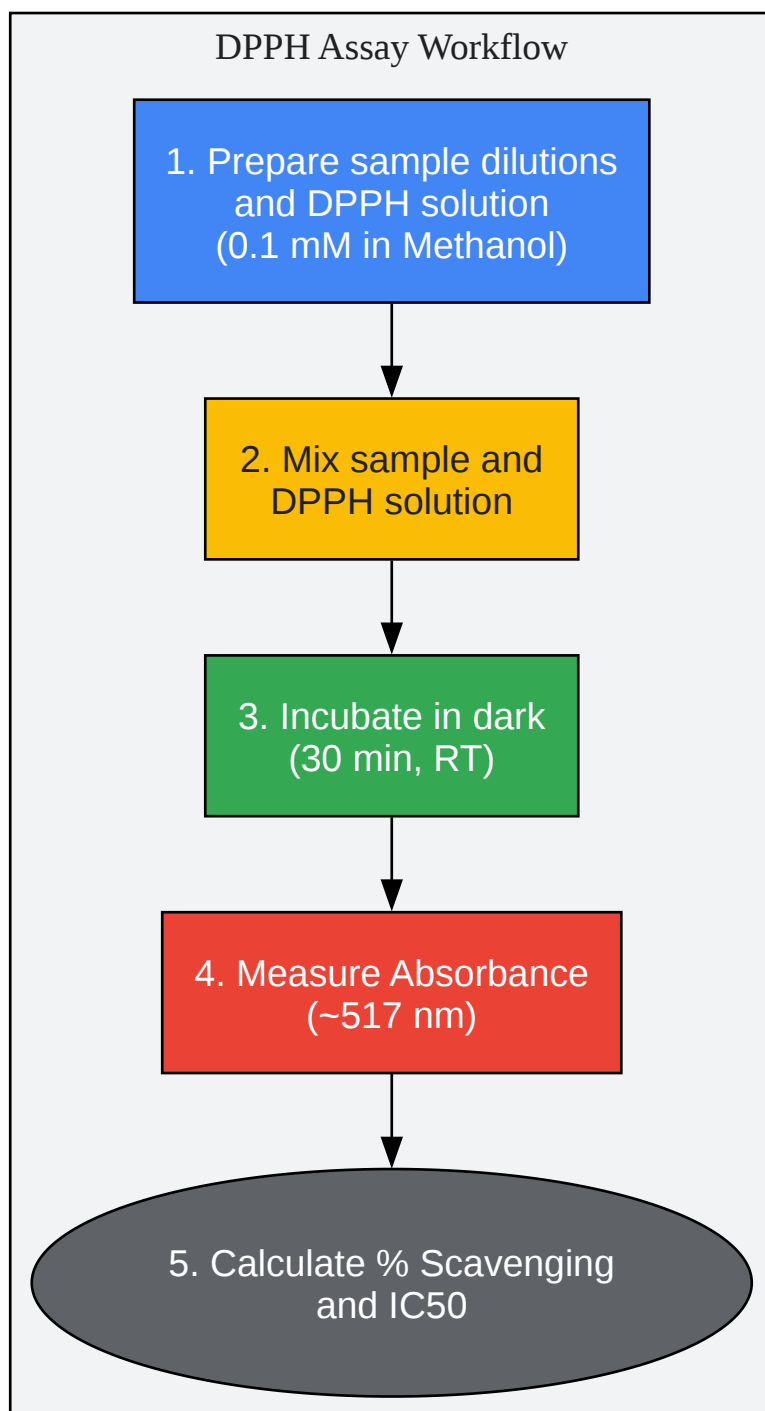 DPPH Assay Workflow
1. Prepare sample dilutions
and DPPH solution
(0.1 mM in Methanol)
2. Mix sample and
DPPH solution
3. Incubate in dark
(30 min, RT)
4. Measure Absorbance
(~517 nm)
5. Calculate % Scavenging
and IC50